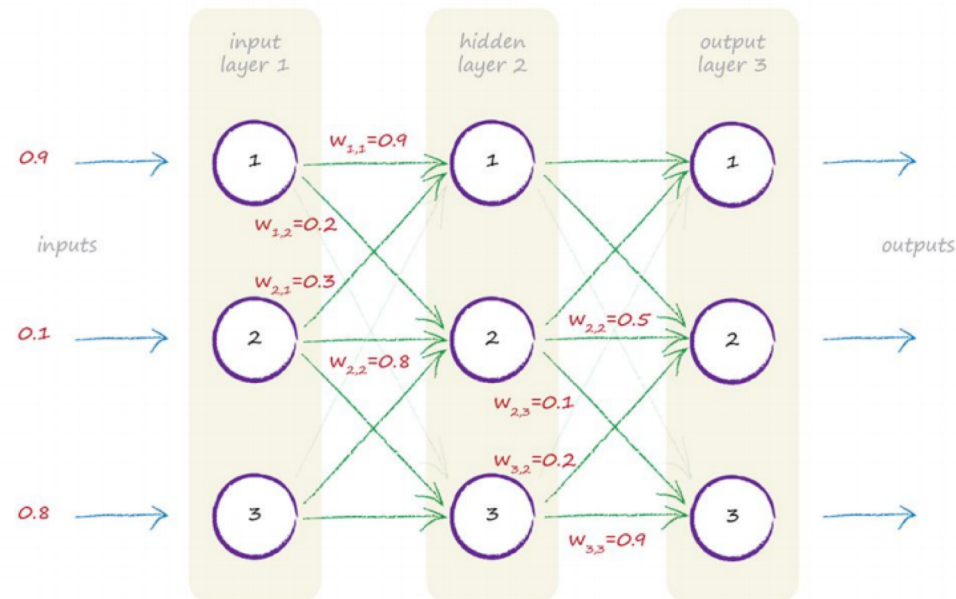 input
layer 1
hidden
layer 2
output
layer 3
0.9
w1,1=0.9
1
1
1
w1,2=0.2
inputs
outputs
w2,1=0.3
0.1
2
w2,2=0.8
2
w2,2=0.5
2
w2,3=0.1
w3,2=0.2
0.8
3
3
w3,3=0.9
3